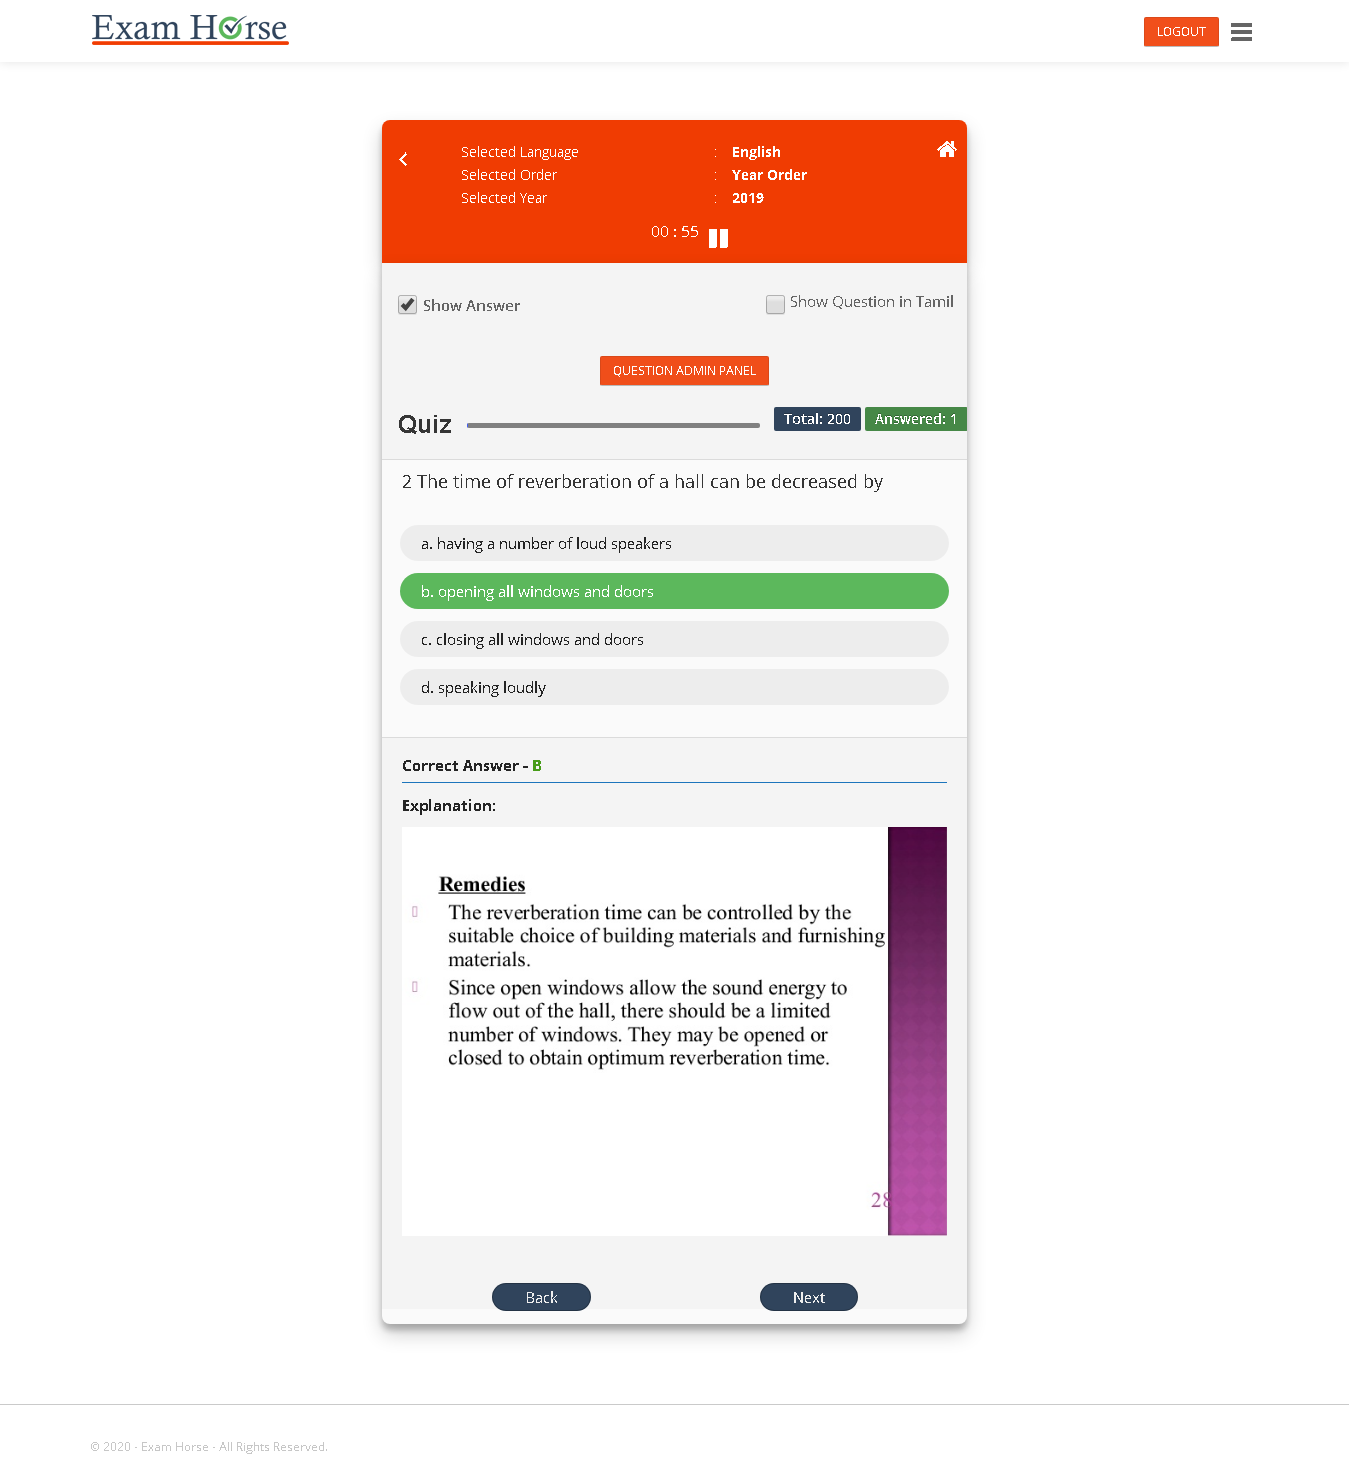 Exam Horse
LOGOUT
Selected Language : English
Selected Order : Year Order
Selected Year : 2019
00 : 55
Show Answer
Show Question in Tamil
QUESTION ADMIN PANEL
Quiz
Total: 200
Answered: 1
2 The time of reverberation of a hall can be decreased by
a. having a number of loud speakers
b. opening all windows and doors
c. closing all windows and doors
d. speaking loudly
Correct Answer - B
Explanation:
Remedies
The reverberation time can be controlled by the
suitable choice of building materials and furnishing
materials.
Since open windows allow the sound energy to
flow out of the hall, there should be a limited
number of windows. They may be opened or
closed to obtain optimum reverberation time.
28
Back
Next
© 2020 - Exam Horse - All Rights Reserved.